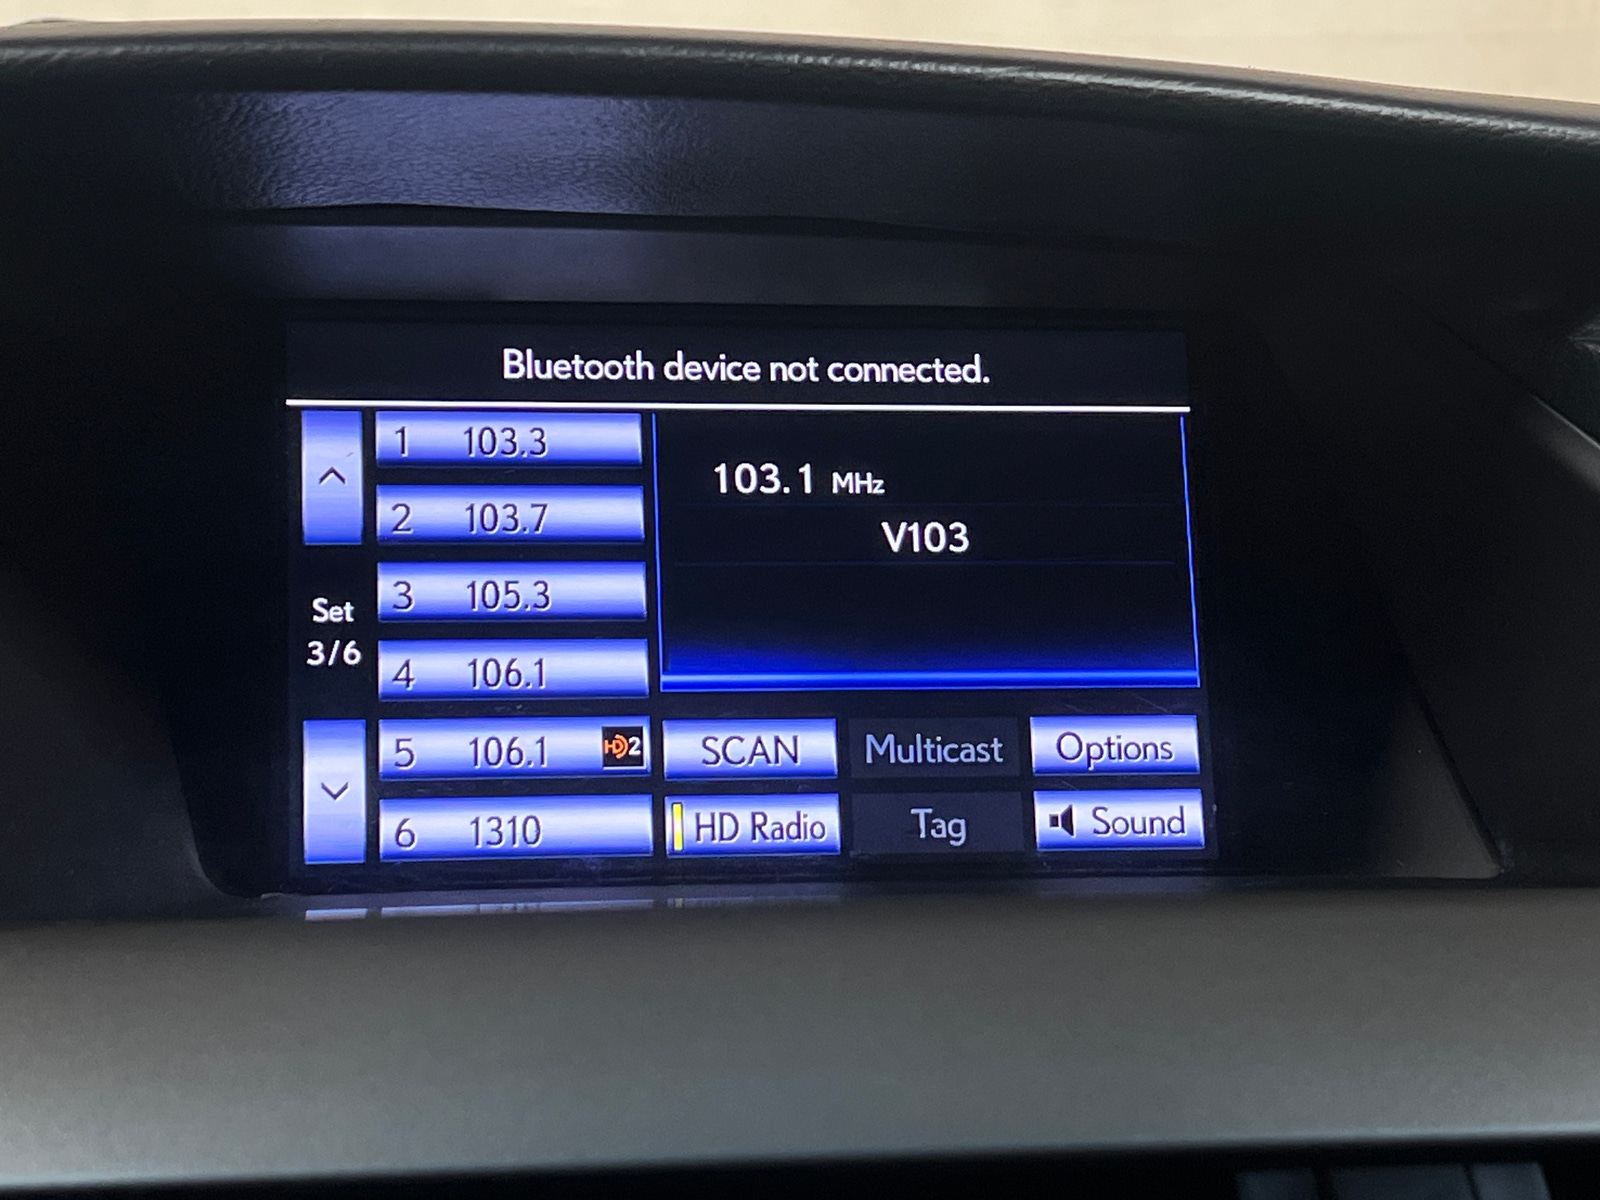 Bluetooth device not connected.
1 103.3
2 103.7
3 105.3
4 106.1
5 106.1 HD2
6 1310
Set
3/6
103.1 MHz
V103
SCAN
Multicast
Options
HD Radio
Tag
Sound